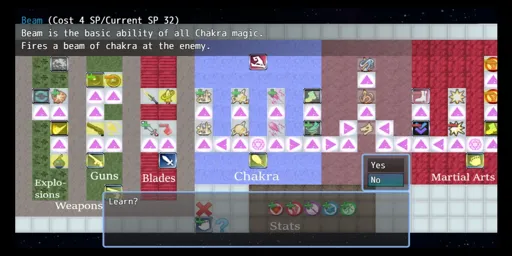 Beam (Cost 4 SP/Current SP 32)
Beam is the basic ability of all Chakra magic.
Fires a beam of chakra at the enemy.
Yes
No
Explo-
sions
Guns
Blades
Chakra
Martial Arts
Weapons
Learn?
Stats